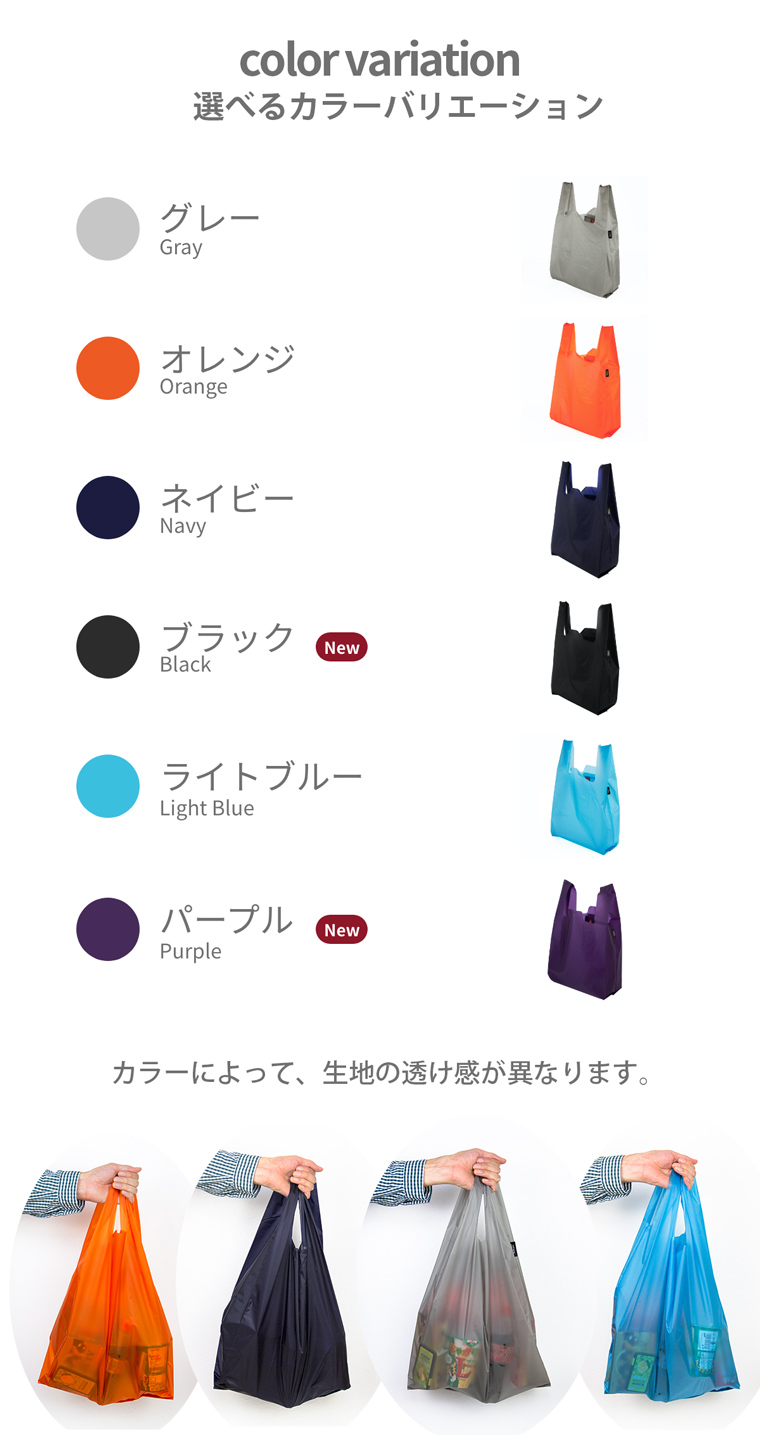 color variation
選べるカラーバリエーション
グレー
Gray
オレンジ
Orange
ネイビー
Navy
ブラック
New
Black
ライトブルー
Light Blue
パープル
New
Purple
カラーによって、生地の透け感が異なります。